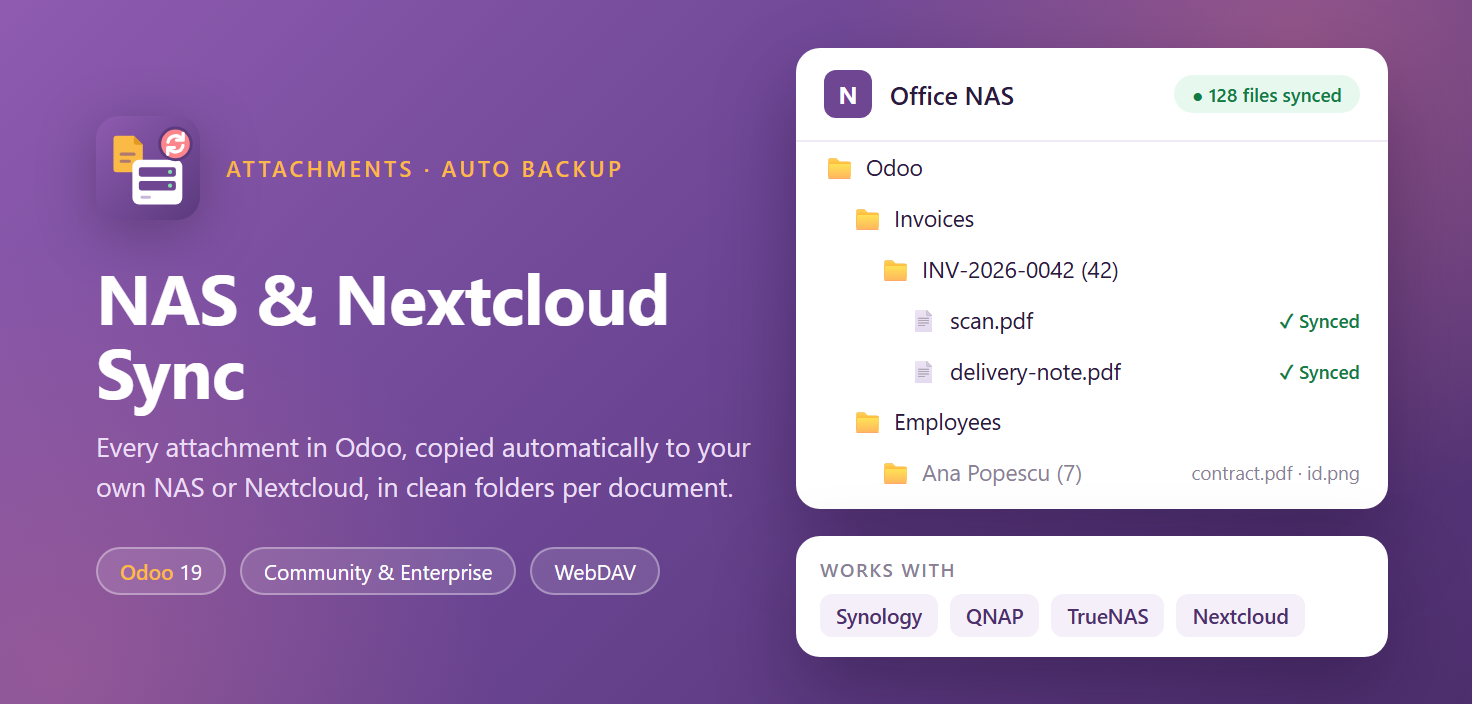 ATTACHMENTS · AUTO BACKUP
NAS & Nextcloud
Sync
Every attachment in Odoo, copied automatically to your
own NAS or Nextcloud, in clean folders per document.
Odoo 19
Community & Enterprise
WebDAV
N
Office NAS
● 128 files synced
Odoo
Invoices
INV-2026-0042 (42)
scan.pdf
✓ Synced
delivery-note.pdf
✓ Synced
Employees
Ana Popescu (7)
contract.pdf · id.png
WORKS WITH
Synology
QNAP
TrueNAS
Nextcloud